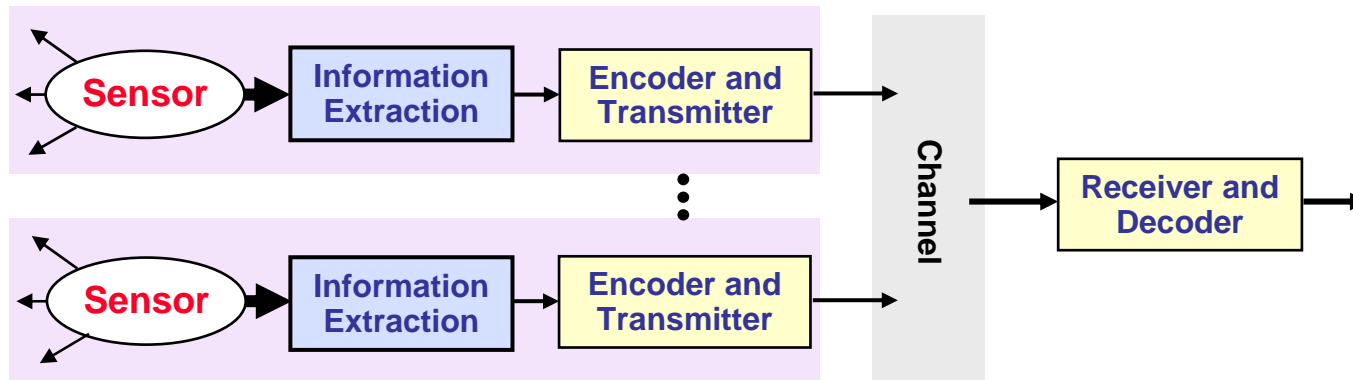 Sensor
Information
Extraction
Encoder and
Transmitter
Channel
Receiver and
Decoder
Sensor
Information
Extraction
Encoder and
Transmitter